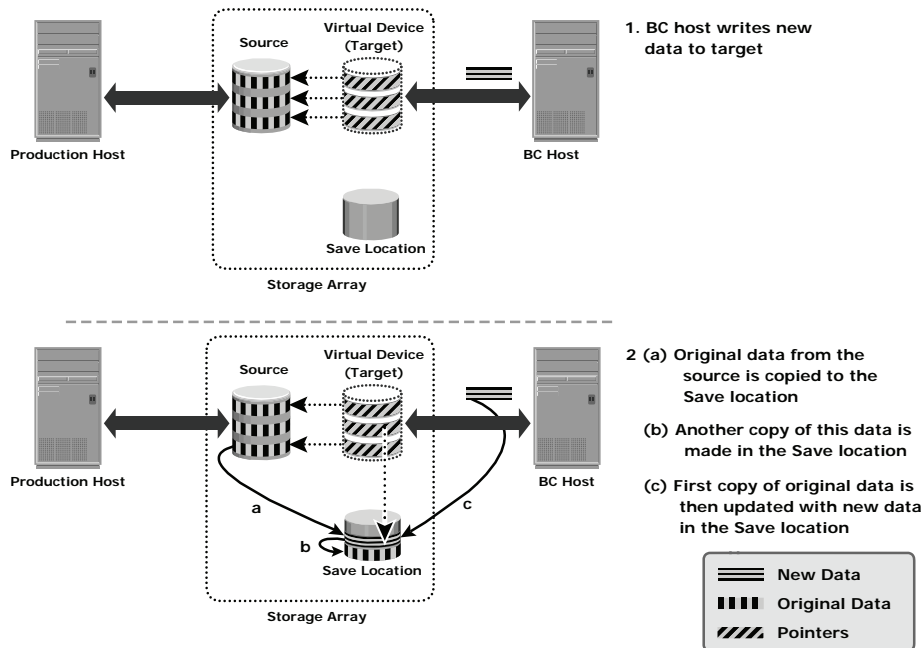 Source
Virtual Device
(Target)
Production Host
BC Host
Save Location
Storage Array
1. BC host writes new
data to target
Source
Virtual Device
(Target)
Production Host
BC Host
a
b
c
Save Location
Storage Array
2 (a) Original data from the
source is copied to the
Save location
(b) Another copy of this data is
made in the Save location
(c) First copy of original data is
then updated with new data
in the Save location
New Data
Original Data
Pointers